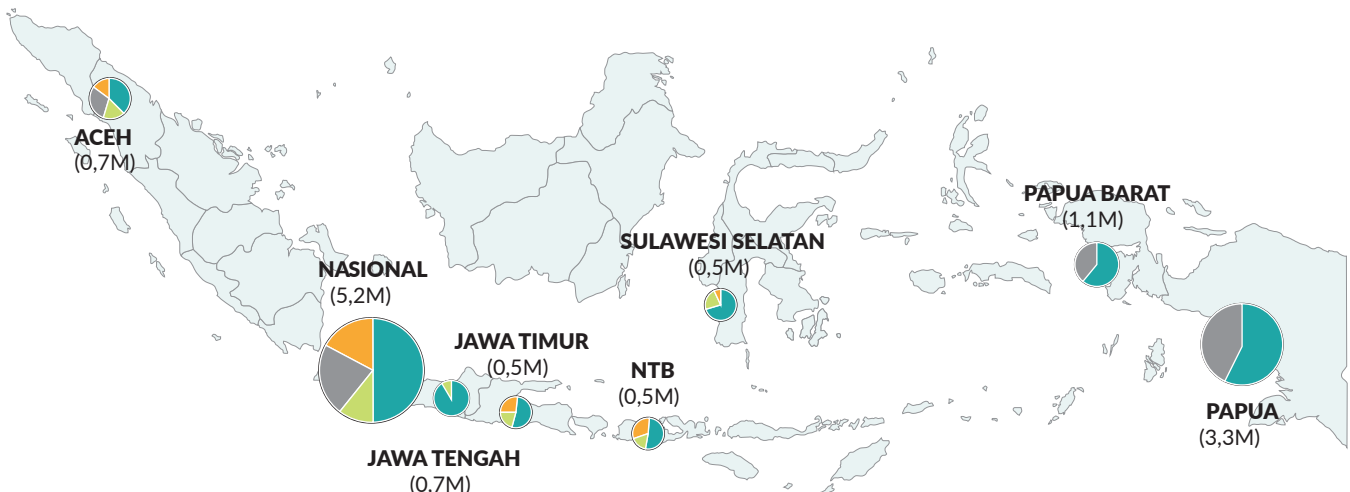 ACEH
(0,7M)
PAPUA BARAT
(1,1M)
SULAWESI SELATAN
(0,5M)
NASIONAL
(5,2M)
JAWA TIMUR
(0,5M)
NTB
(0,5M)
PAPUA
(3,3M)
JAWA TENGAH
(0,7M)